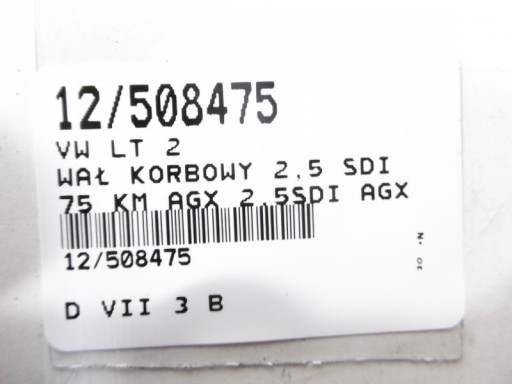 12/508475
VW LT 2
WAŁ KORBOWY 2,5 SDI
75 KM AGX 2.5SDI AGX
12/508475
D VII 3 B